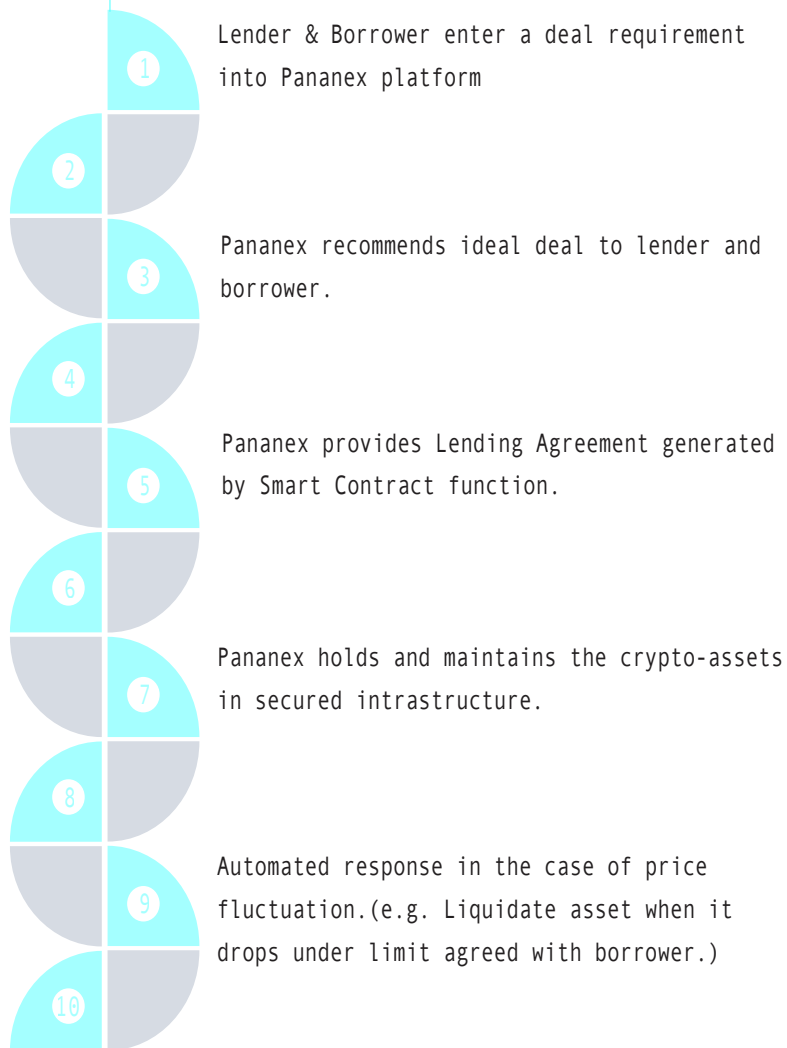 1
Lender & Borrower enter a deal requirement
into Pananex platform
2
3
Pananex recommends ideal deal to lender and
borrower.
4
5
Pananex provides Lending Agreement generated
by Smart Contract function.
6
7
Pananex holds and maintains the crypto-assets
in secured intrastructure.
8
9
Automated response in the case of price
fluctuation.(e.g. Liquidate asset when it
drops under limit agreed with borrower.)
10